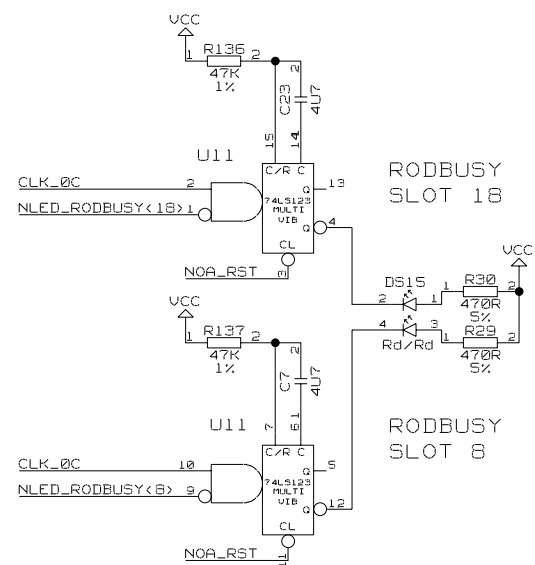 VCC
R136
1 2
47K
1%
C23
4U7
2
15
14
U11
C/R C
RODBUSY
SLOT 18
CLK_0C
2
Q
13
NLED_RODBUSY<18>
1
74LS123
MULTI
VIB
Q
4
CL
VCC
NOA_RST
3
DS15
R30
2 1
1 2
470R
5%
VCC
R137
1 2
47K
1%
4 3
Rd/Rd
R29
1 2
470R
5%
C7
4U7
2
7
6
1
U11
RODBUSY
SLOT 8
C/R C
CLK_0C
10
Q
5
NLED_RODBUSY<8>
9
74LS123
MULTI
VIB
Q
12
CL
NOA_RST